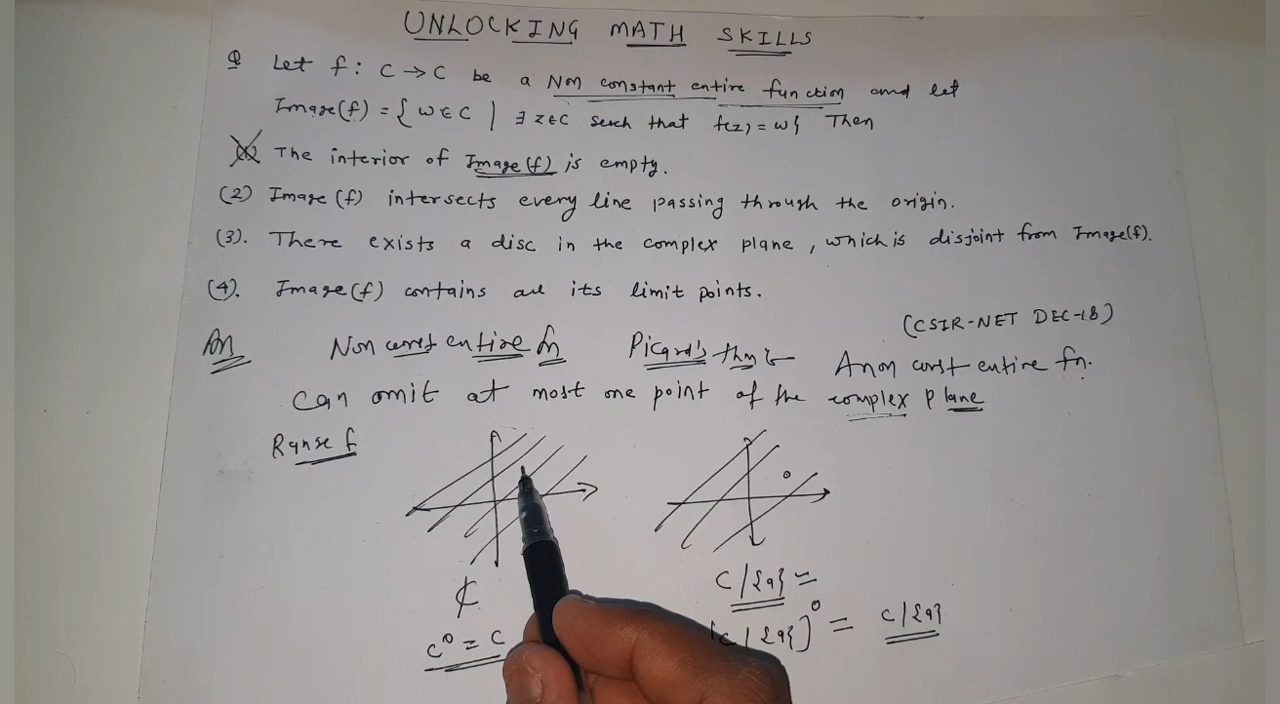 UNLOCKING MATH SKILLS
Q Let f: C → C be a Non constant entire function and let
Image(f) = { w∈C | ∃ z∈C such that f(z) = w} Then
The interior of Image(f) is empty.
(2) Image (f) intersects every line passing through the origin.
(3). There exists a disc in the complex plane, which is disjoint from Image(f).
(4). Image(f) contains all its limit points.
(CSIR-NET DEC-18)
An Non const entire fn Picard's thm:- A non const entire fn.
can omit at most one point of the complex plane
Range f
¢ C/{a} =
C⁰ = C [C/{a}]⁰ = C/{a}